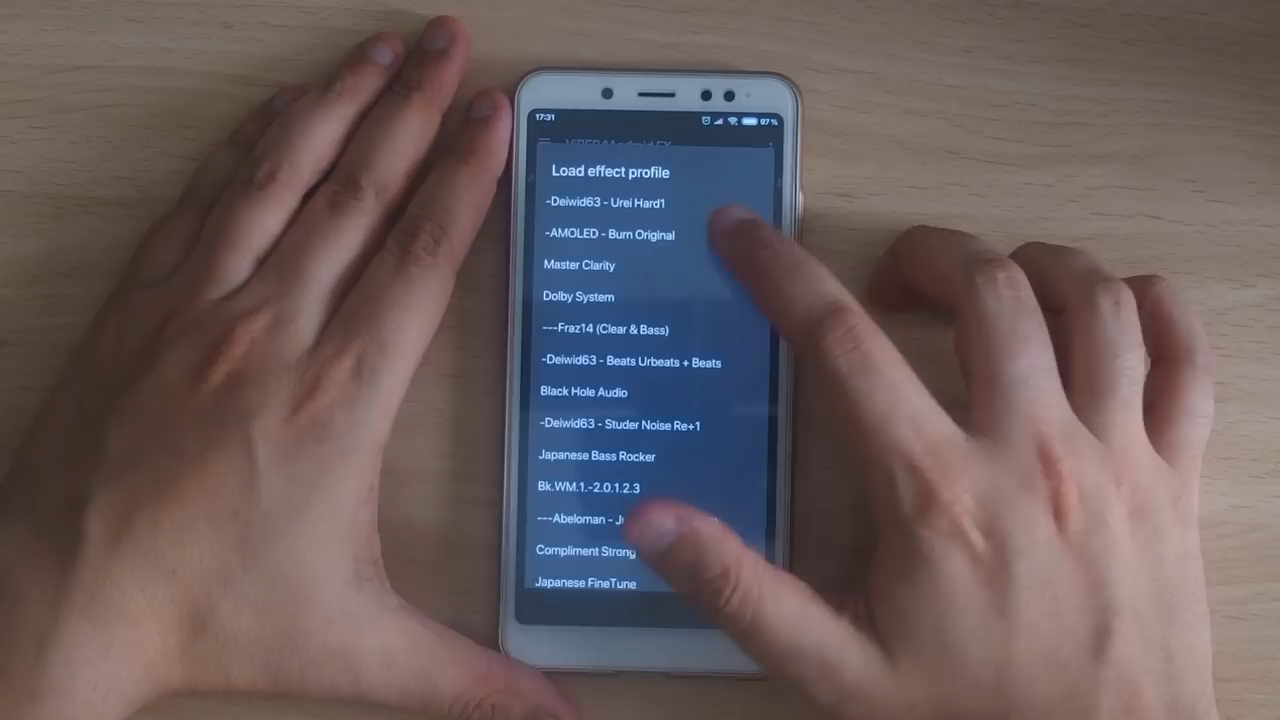 17:31
97%
ViPER4Android FX
Load effect profile
-Deiwid63 - Urei Hard1
-AMOLED - Burn Original
Master Clarity
Dolby System
---Fraz14 (Clear & Bass)
-Deiwid63 - Beats Urbeats + Beats
Black Hole Audio
-Deiwid63 - Studer Noise Re+1
Japanese Bass Rocker
Bk.WM.1.-2.0.1.2.3
---Abeloman -
Compliment Strong
Japanese FineTune